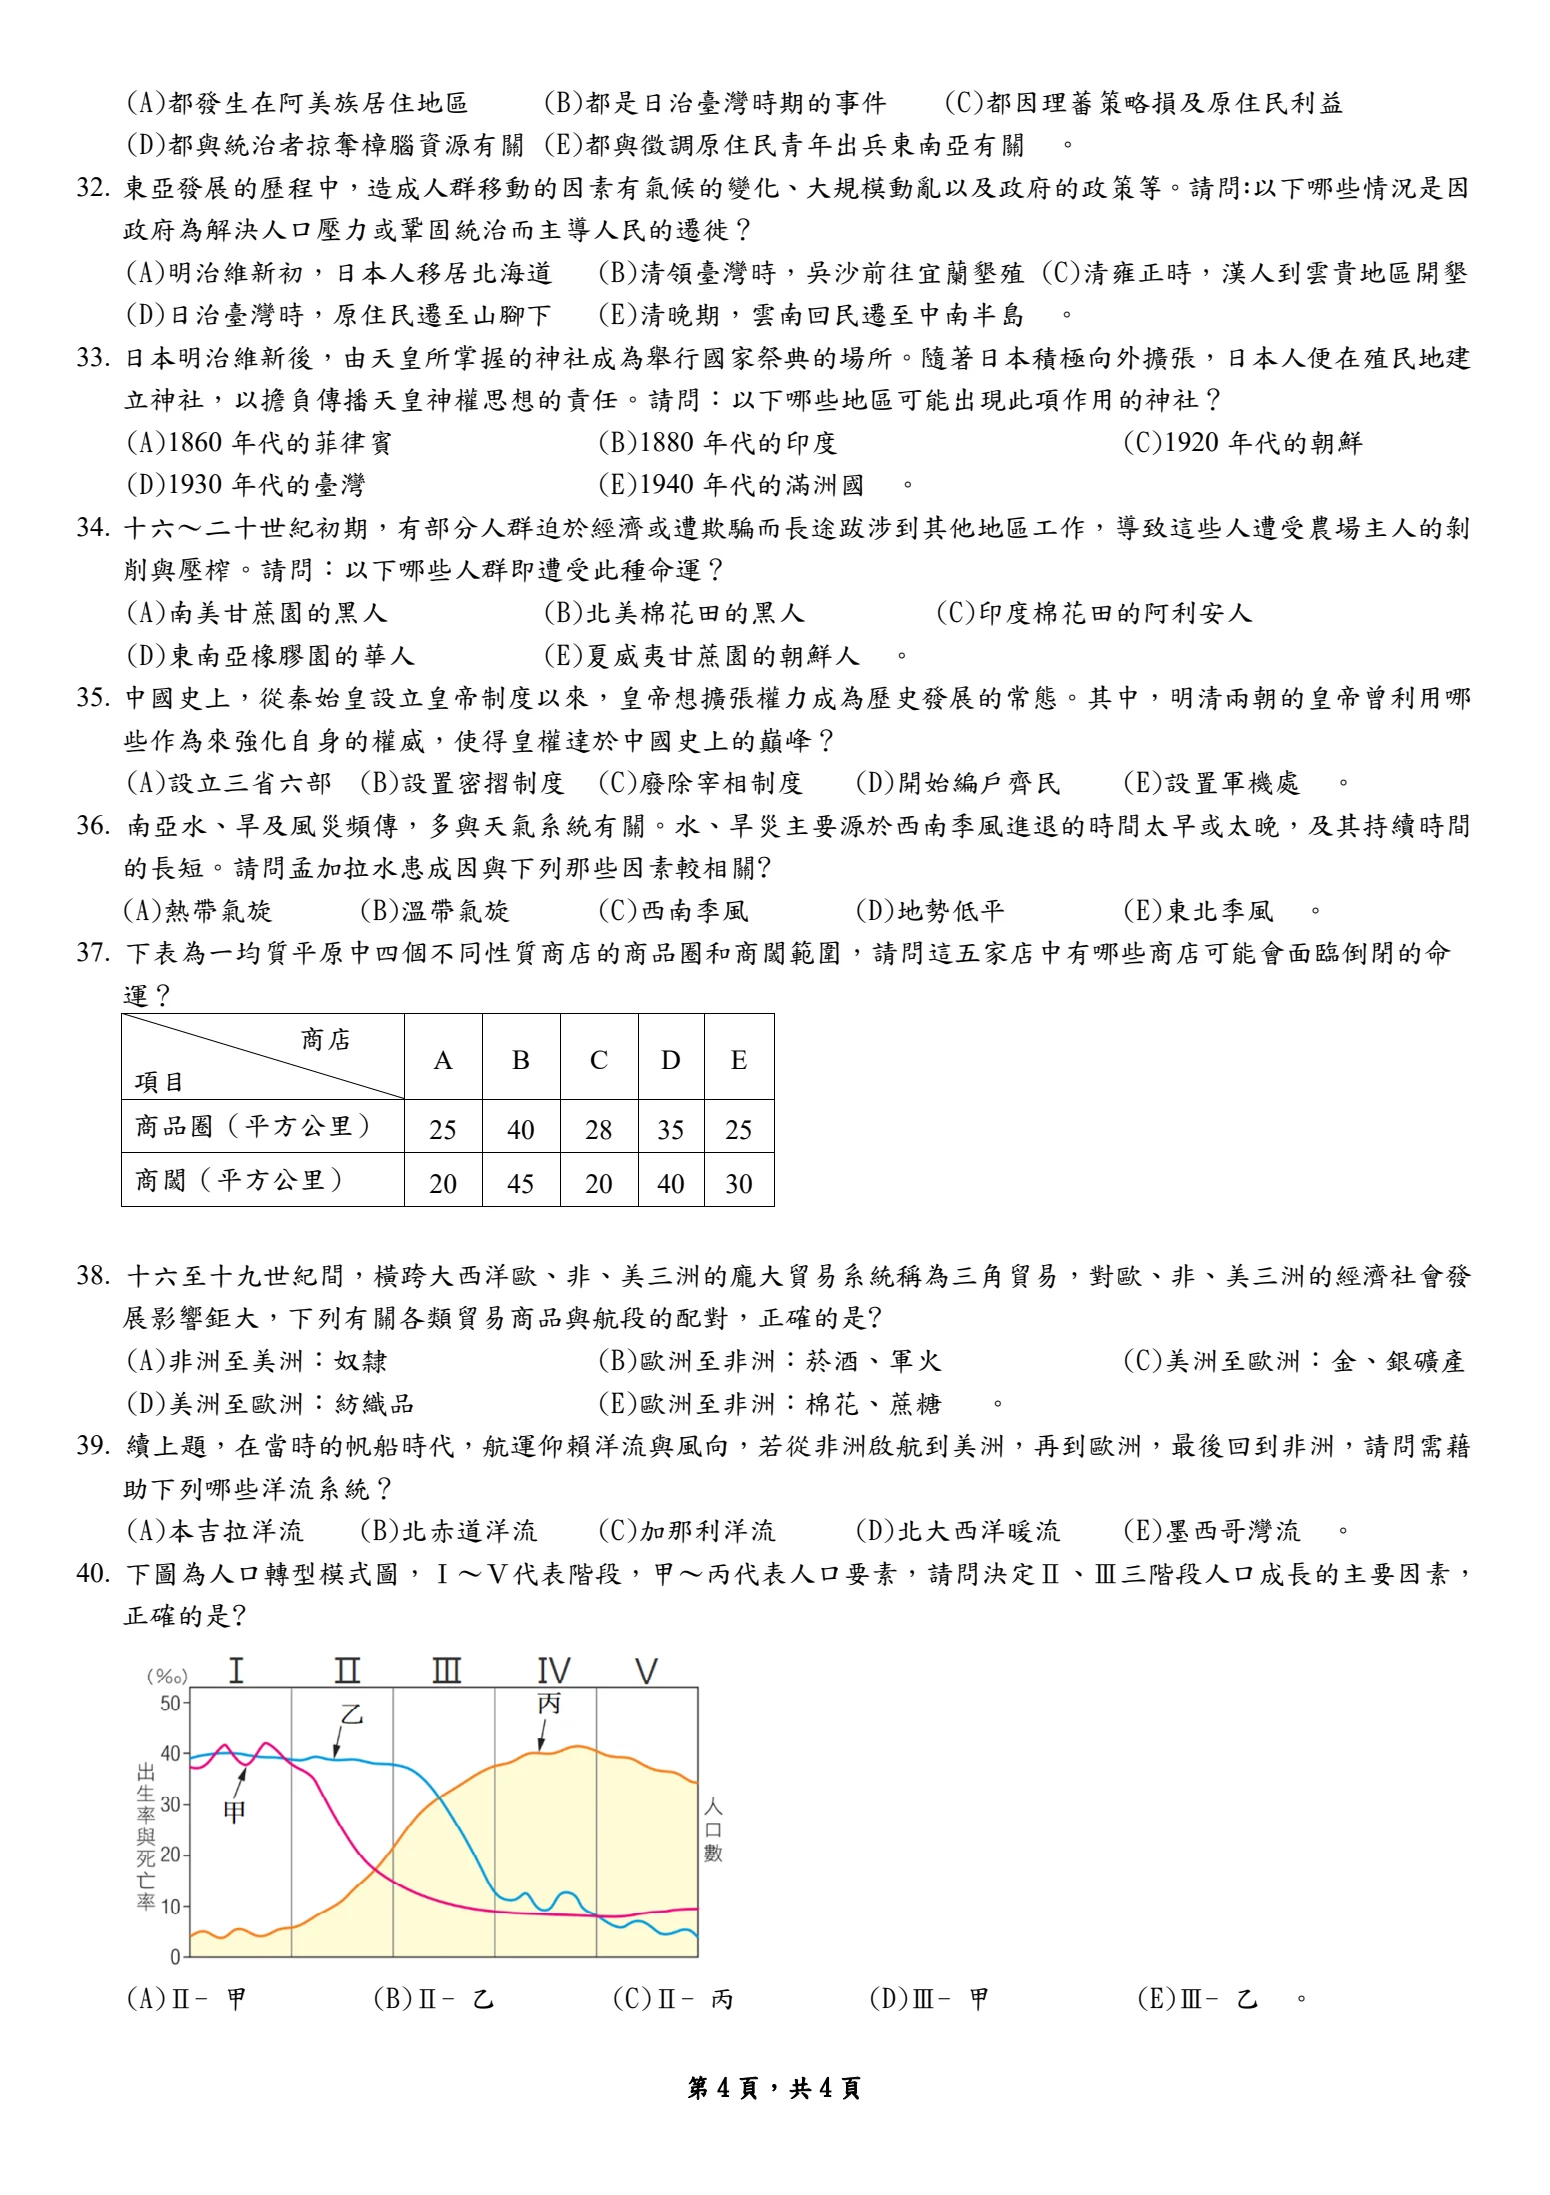 (A)都發生在阿美族居住地區 (B)都是日治臺灣時期的事件 (C)都因理蕃策略損及原住民利益
(D)都與統治者掠奪樟腦資源有關 (E)都與徵調原住民青年出兵東南亞有關 。
32. 東亞發展的歷程中，造成人群移動的因素有氣候的變化、大規模動亂以及政府的政策等。請問:以下哪些情況是因
政府為解決人口壓力或鞏固統治而主導人民的遷徙？
(A)明治維新初，日本人移居北海道 (B)清領臺灣時，吳沙前往宜蘭墾殖 (C)清雍正時，漢人到雲貴地區開墾
(D)日治臺灣時，原住民遷至山腳下 (E)清晚期，雲南回民遷至中南半島 。
33. 日本明治維新後，由天皇所掌握的神社成為舉行國家祭典的場所。隨著日本積極向外擴張，日本人便在殖民地建
立神社，以擔負傳播天皇神權思想的責任。請問：以下哪些地區可能出現此項作用的神社？
(A)1860 年代的菲律賓 (B)1880 年代的印度 (C)1920 年代的朝鮮
(D)1930 年代的臺灣 (E)1940 年代的滿洲國 。
34. 十六～二十世紀初期，有部分人群迫於經濟或遭欺騙而長途跋涉到其他地區工作，導致這些人遭受農場主人的剝
削與壓榨。請問：以下哪些人群即遭受此種命運？
(A)南美甘蔗園的黑人 (B)北美棉花田的黑人 (C)印度棉花田的阿利安人
(D)東南亞橡膠園的華人 (E)夏威夷甘蔗園的朝鮮人 。
35. 中國史上，從秦始皇設立皇帝制度以來，皇帝想擴張權力成為歷史發展的常態。其中，明清兩朝的皇帝曾利用哪
些作為來強化自身的權威，使得皇權達於中國史上的巔峰？
(A)設立三省六部 (B)設置密摺制度 (C)廢除宰相制度 (D)開始編戶齊民 (E)設置軍機處 。
36. 南亞水、旱及風災頻傳，多與天氣系統有關。水、旱災主要源於西南季風進退的時間太早或太晚，及其持續時間
的長短。請問孟加拉水患成因與下列那些因素較相關?
(A)熱帶氣旋 (B)溫帶氣旋 (C)西南季風 (D)地勢低平 (E)東北季風 。
37. 下表為一均質平原中四個不同性質商店的商品圈和商閾範圍，請問這五家店中有哪些商店可能會面臨倒閉的命
運？
商店
項目 A B C D E
商品圈（平方公里） 25 40 28 35 25
商閾（平方公里） 20 45 20 40 30
38. 十六至十九世紀間，橫跨大西洋歐、非、美三洲的龐大貿易系統稱為三角貿易，對歐、非、美三洲的經濟社會發
展影響鉅大，下列有關各類貿易商品與航段的配對，正確的是?
(A)非洲至美洲：奴隸 (B)歐洲至非洲：菸酒、軍火 (C)美洲至歐洲：金、銀礦產
(D)美洲至歐洲：紡織品 (E)歐洲至非洲：棉花、蔗糖 。
39. 續上題，在當時的帆船時代，航運仰賴洋流與風向，若從非洲啟航到美洲，再到歐洲，最後回到非洲，請問需藉
助下列哪些洋流系統？
(A)本吉拉洋流 (B)北赤道洋流 (C)加那利洋流 (D)北大西洋暖流 (E)墨西哥灣流 。
40. 下圖為人口轉型模式圖，Ⅰ～Ⅴ代表階段，甲～丙代表人口要素，請問決定Ⅱ、Ⅲ三階段人口成長的主要因素，
正確的是?
(‰) Ⅰ Ⅱ Ⅲ Ⅳ Ⅴ
50
40
30
20
10
0
出生率與死亡率
甲
乙
丙
人口數
(A)Ⅱ- 甲 (B)Ⅱ- 乙 (C)Ⅱ- 丙 (D)Ⅲ- 甲 (E)Ⅲ- 乙 。
第 4 頁，共 4 頁